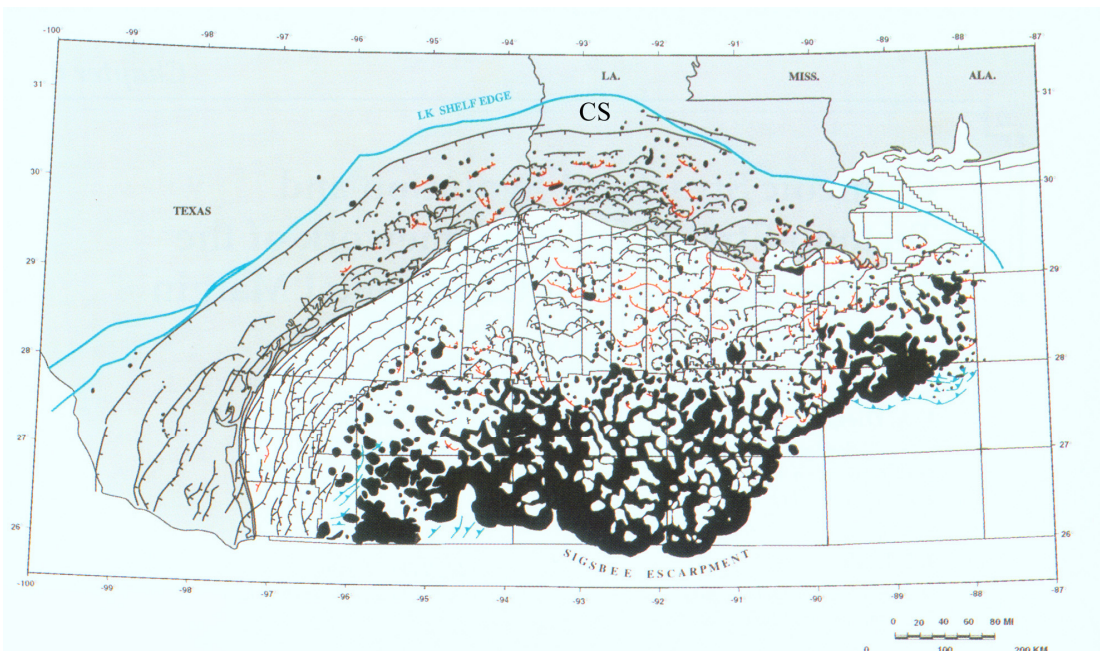 -100 -99 -98 -97 -96 -95 -94 -93 -92 -91 -90 -89 -88 -87
LA. MISS. ALA.
31 31
LK SHELF EDGE
CS
30 30
TEXAS
29 29
28 28
27 27
26 26
SIGSBEE ESCARPMENT
-100 -99 -98 -97 -96 -95 -94 -93 -92 -91 -90 -89 -88 -87
0 20 40 60 80 MI
0 100 200 KM